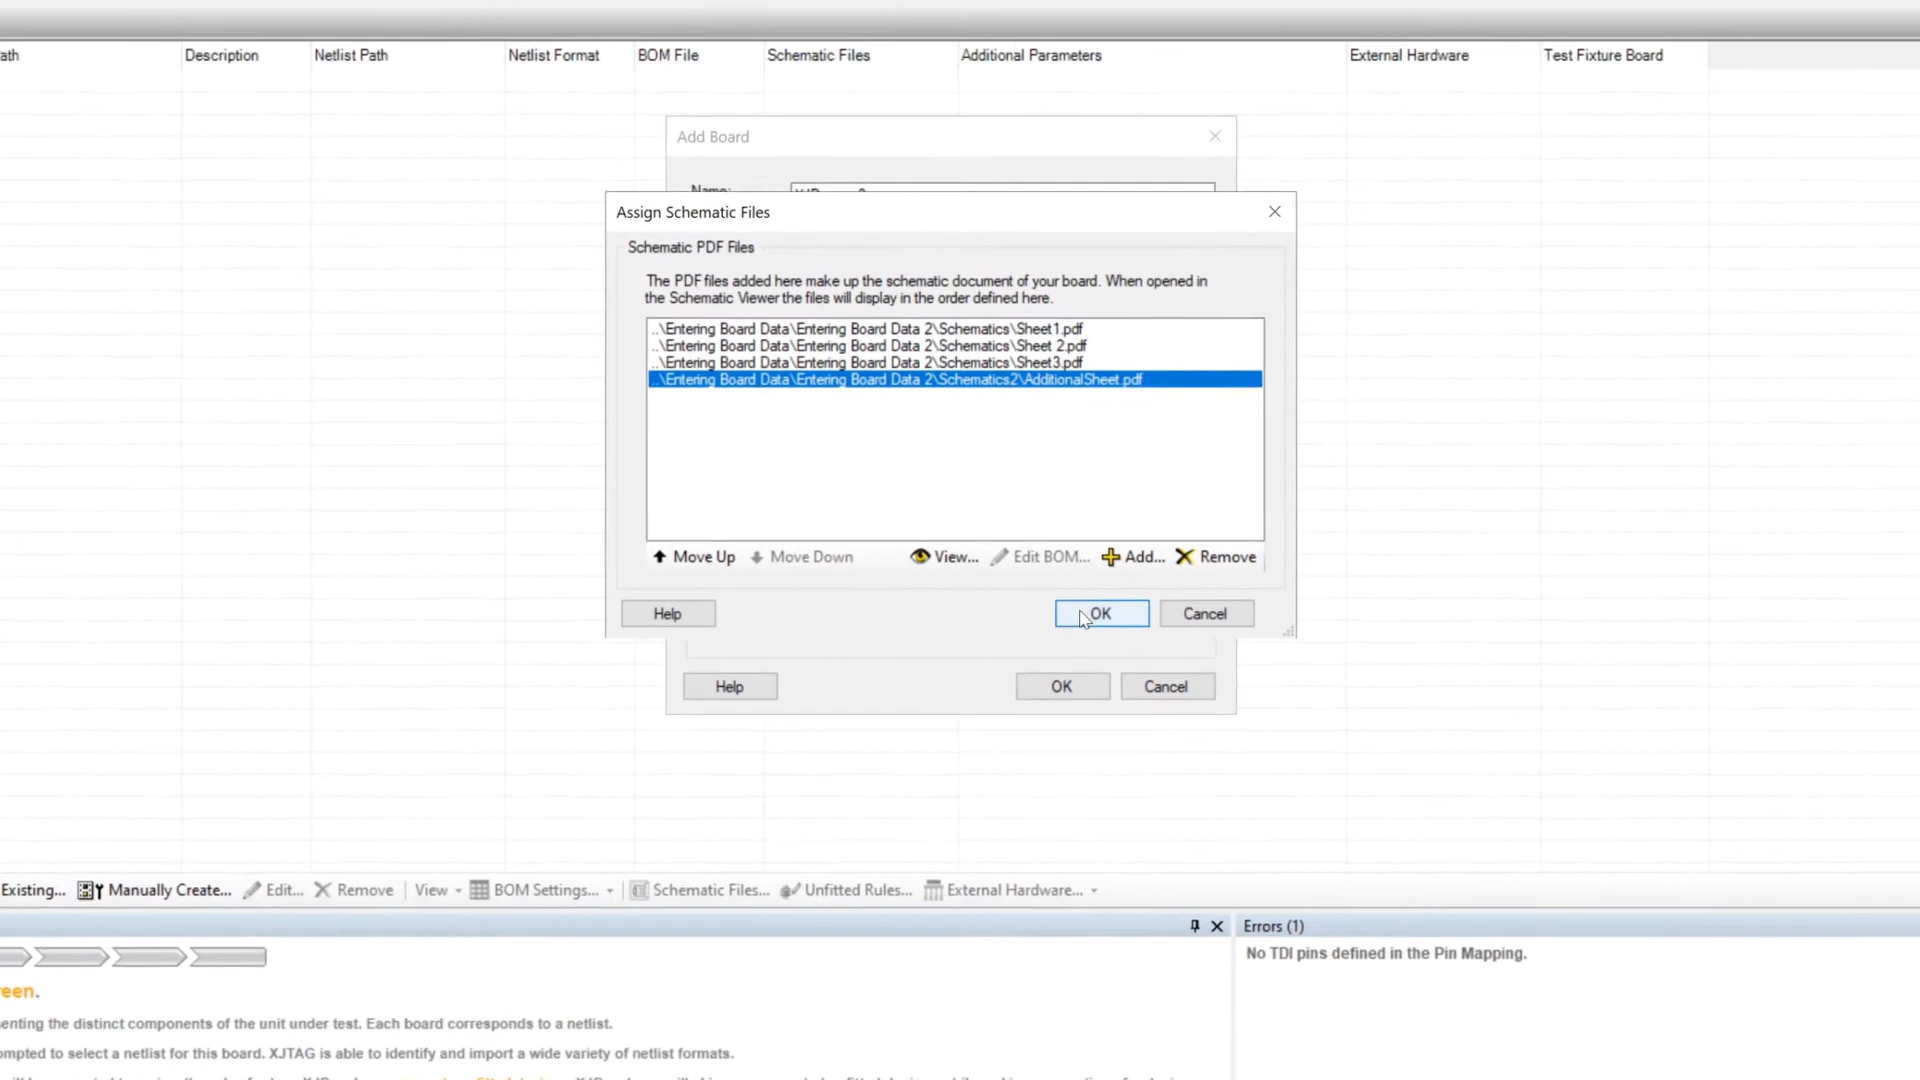 ath Description Netlist Path Netlist Format BOM File Schematic Files Additional Parameters External Hardware Test Fixture Board
Add Board
Name:
Assign Schematic Files
Schematic PDF Files
The PDF files added here make up the schematic document of your board. When opened in
the Schematic Viewer the files will display in the order defined here.
..\Entering Board Data\Entering Board Data 2\Schematics\Sheet1.pdf
..\Entering Board Data\Entering Board Data 2\Schematics\Sheet 2.pdf
..\Entering Board Data\Entering Board Data 2\Schematics\Sheet3.pdf
..\Entering Board Data\Entering Board Data 2\Schematics2\AdditionalSheet.pdf
Move Up Move Down View... Edit BOM... Add... Remove
Help OK Cancel
Help OK Cancel
Existing... Manually Create... Edit... Remove View BOM Settings... Schematic Files... Unfitted Rules... External Hardware...
Errors (1)
No TDI pins defined in the Pin Mapping.
een.
enting the distinct components of the unit under test. Each board corresponds to a netlist.
ompted to select a netlist for this board. XJTAG is able to identify and import a wide variety of netlist formats.